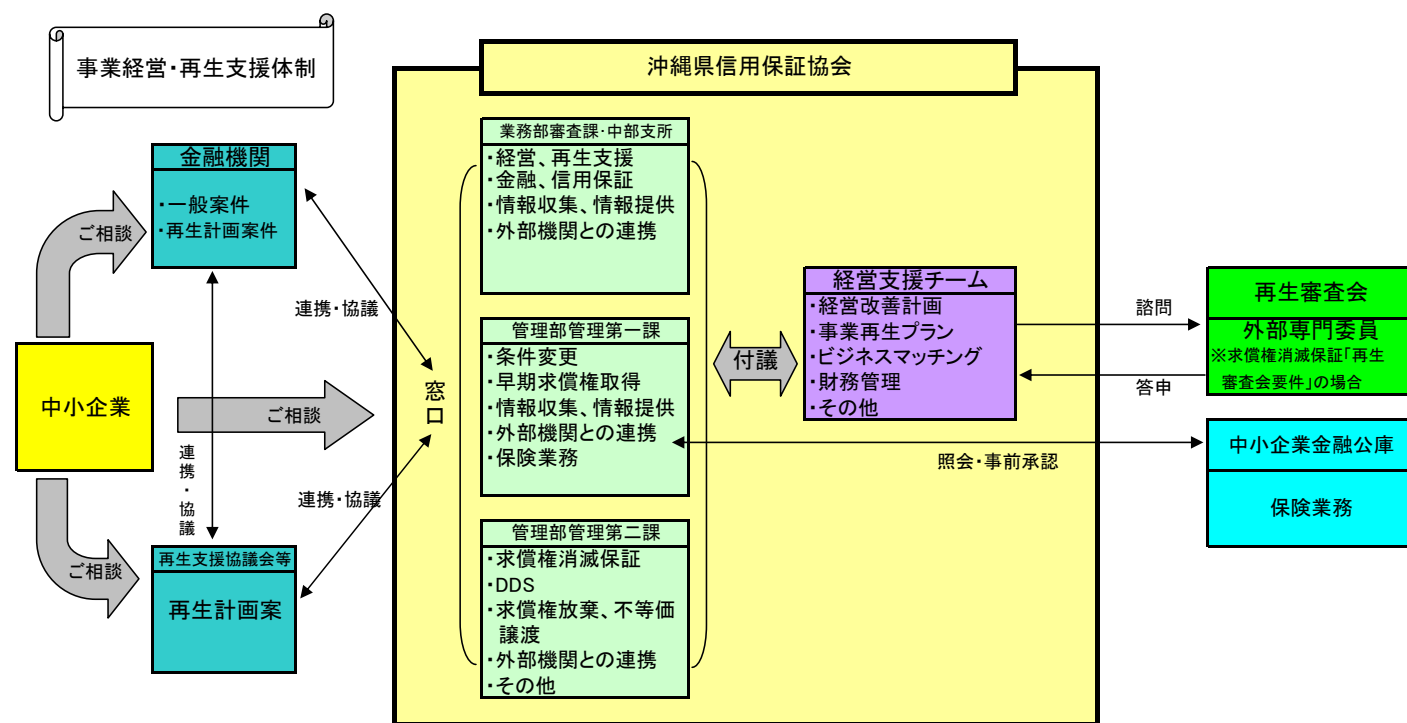 事業経営・再生支援体制
沖縄県信用保証協会
金融機関
・一般案件
・再生計画案件
ご相談
中小企業
ご相談
ご相談
連携・協議
再生支援協議会等
再生計画案
連携・協議
連携・協議
窓口
業務部審査課・中部支所
・経営、再生支援
・金融、信用保証
・情報収集、情報提供
・外部機関との連携
管理部管理第一課
・条件変更
・早期求償権取得
・情報収集、情報提供
・外部機関との連携
・保険業務
管理部管理第二課
・求償権消滅保証
・DDS
・求償権放棄、不等価
譲渡
・外部機関との連携
・その他
付議
経営支援チーム
・経営改善計画
・事業再生プラン
・ビジネスマッチング
・財務管理
・その他
諮問
答申
照会・事前承認
再生審査会
外部専門委員
※求償権消滅保証「再生
審査会要件」の場合
中小企業金融公庫
保険業務